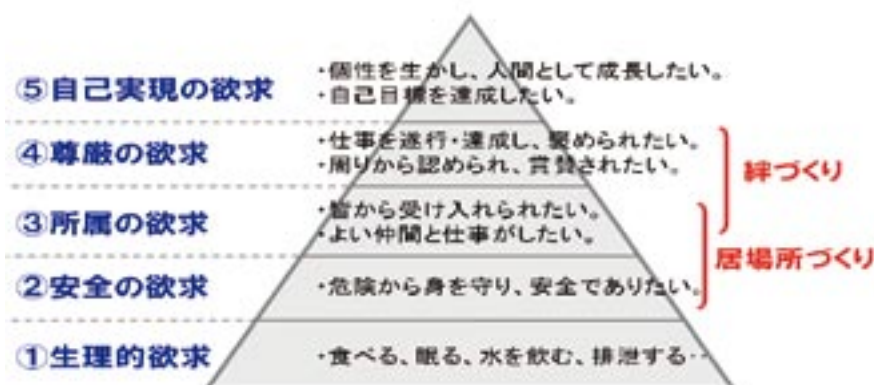 ⑤自己実現の欲求
・個性を生かし、人間として成長したい。
・自己目標を達成したい。
④尊厳の欲求
・仕事を遂行・達成し、褒められたい。
・周りから認められ、賞賛されたい。
絆づくり
③所属の欲求
・皆から受け入れられたい。
・よい仲間と仕事がしたい。
居場所づくり
②安全の欲求
・危険から身を守り、安全でありたい。
①生理的欲求
・食べる、眠る、水を飲む、排泄する‥